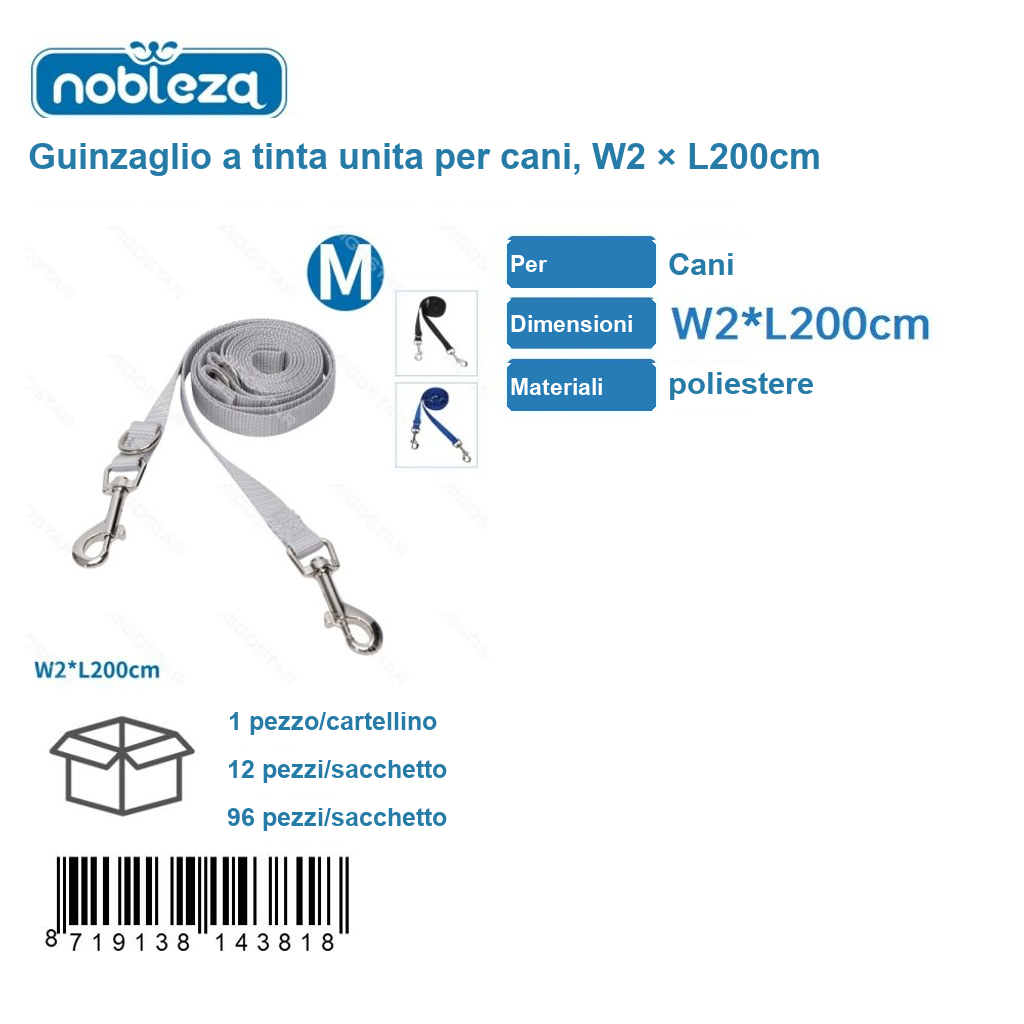 nobleza
Guinzaglio a tinta unita per cani, W2 × L200cm
M
Per Cani
Dimensioni W2*L200cm
Materiali poliestere
AIGOSTAR
W2*L200cm
1 pezzo/cartellino
12 pezzi/sacchetto
96 pezzi/sacchetto
8 719138 143818